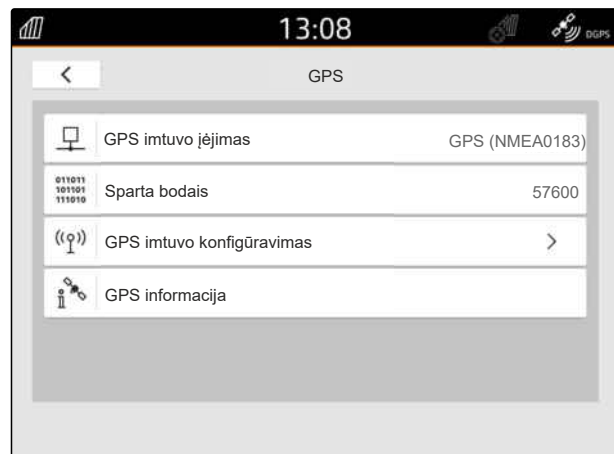 13:08
DGPS
GPS
GPS imtuvo įėjimas
GPS (NMEA0183)
011011
101101
111010
Sparta bodais
57600
GPS imtuvo konfigūravimas
GPS informacija